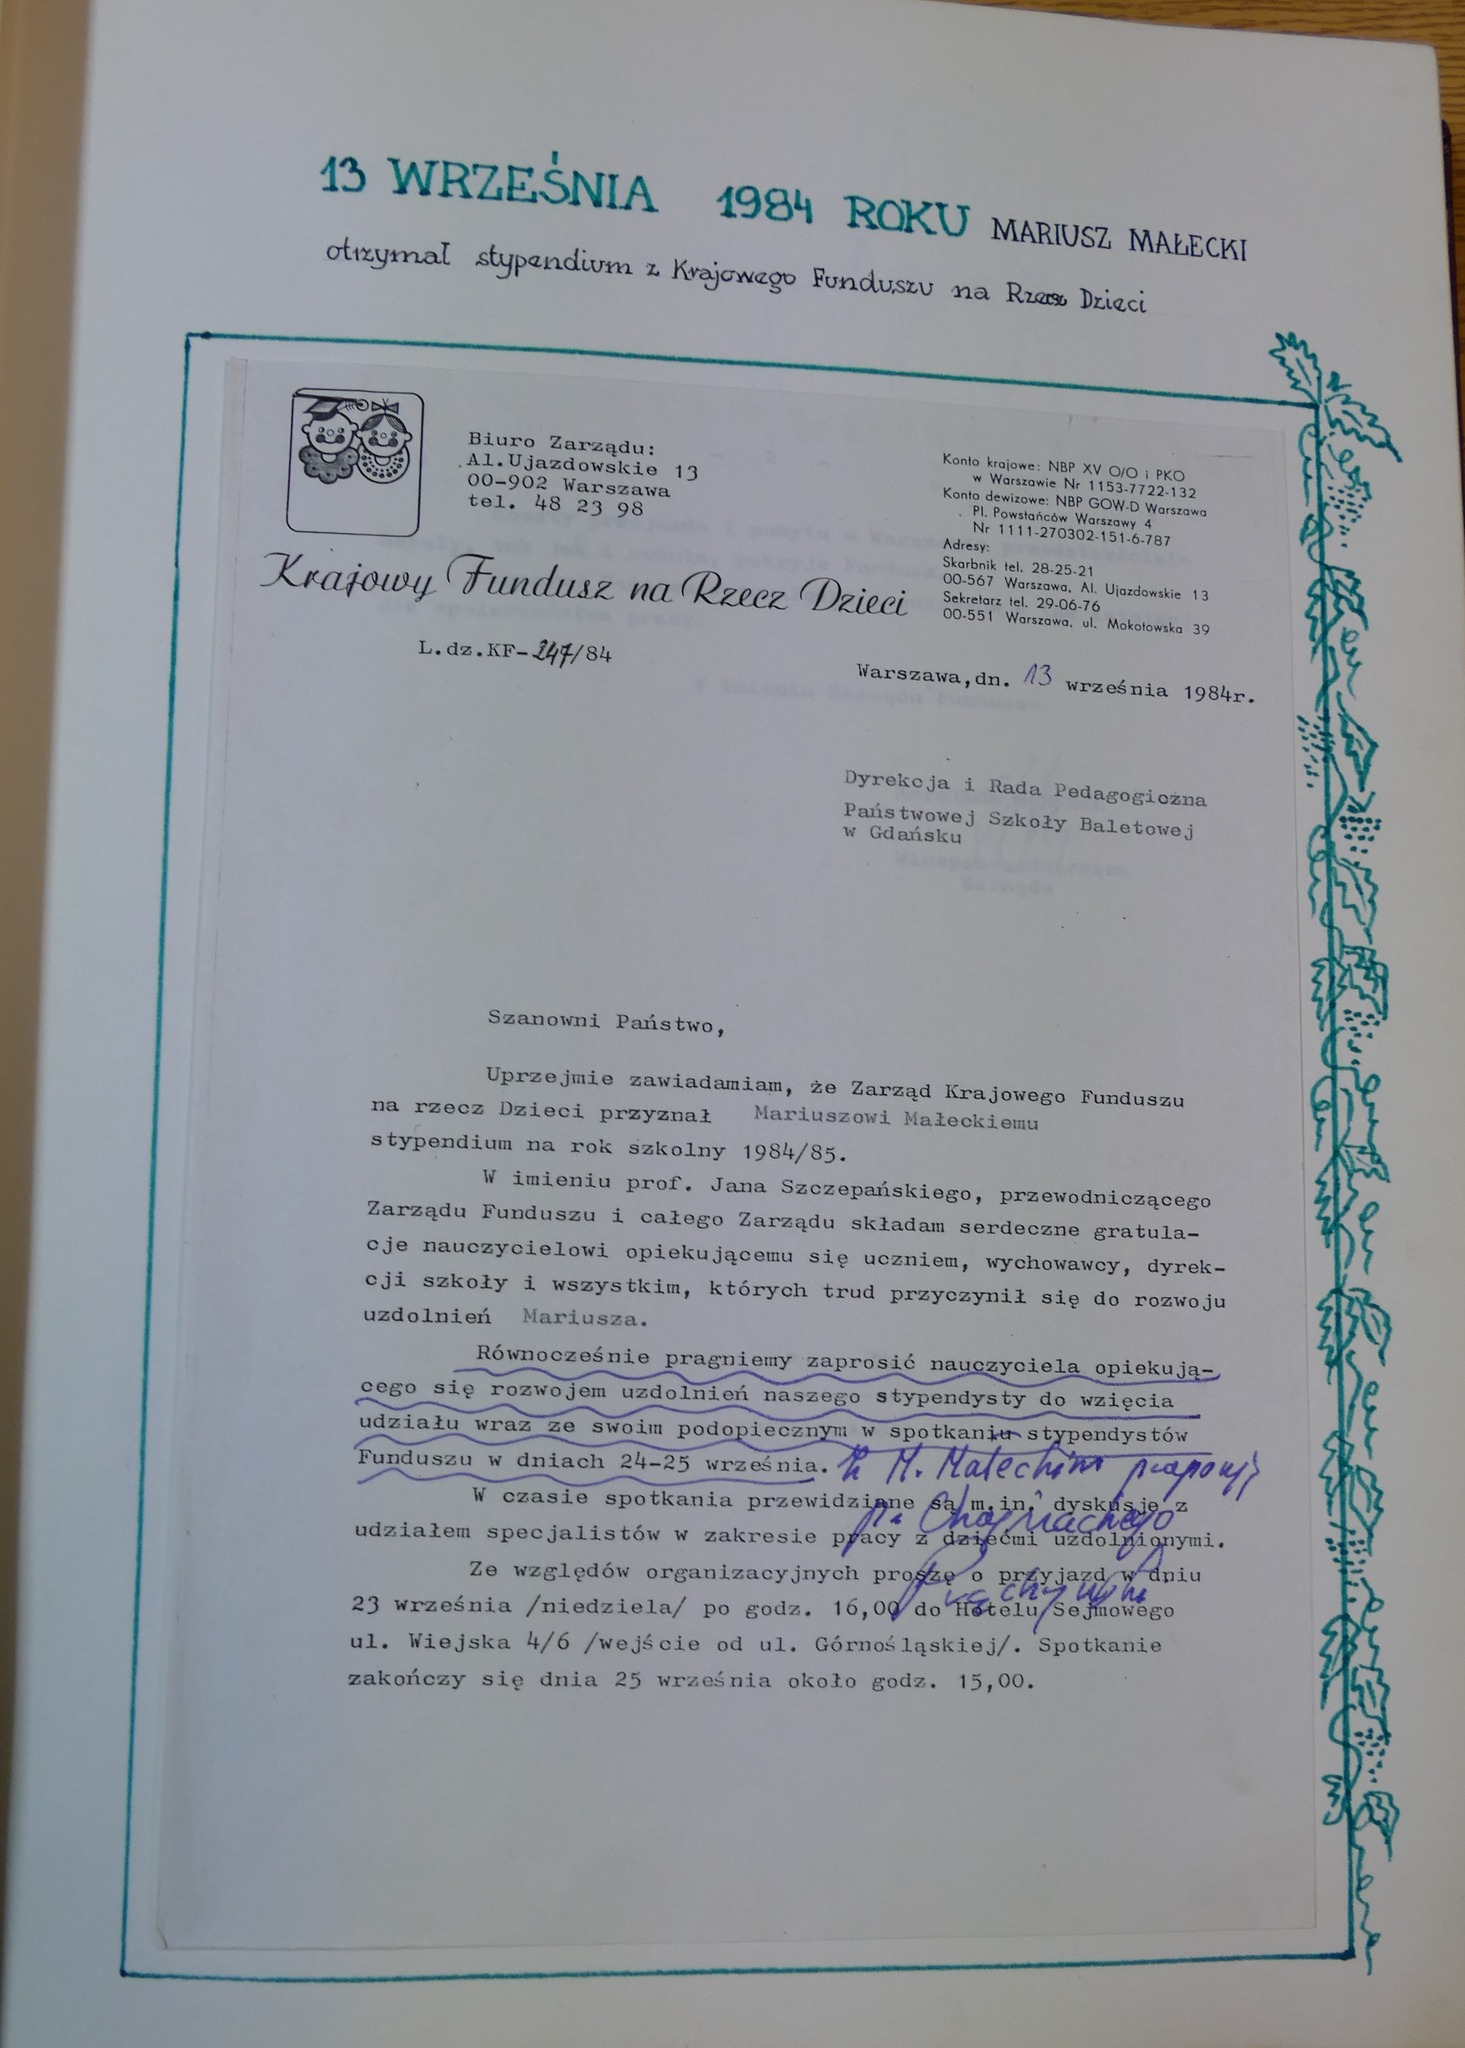 13 WRZEŚNIA 1984 ROKU MARIUSZ MAŁECKI
otrzymał stypendium z Krajowego Funduszu na Rzecz Dzieci
Biuro Zarządu:
Al.Ujazdowskie 13
00-902 Warszawa
tel. 48 23 98
Konto krajowe: NBP XV O/O i PKO
w Warszawie Nr 1153-7722-132
Konto dewizowe: NBP GOW-D Warszawa
Pl. Powstańców Warszawy 4
Nr 1111-270302-151-6-787
Adresy:
Skarbnik tel. 28-25-21
00-567 Warszawa, Al. Ujazdowskie 13
Sekretarz tel. 29-06-76
00-551 Warszawa, ul. Mokotowska 39
Krajowy Fundusz na Rzecz Dzieci
L.dz.KF-247/84
Warszawa,dn. 13 września 1984r.
Dyrekcja i Rada Pedagogiczna
Państwowej Szkoły Baletowej
w Gdańsku
Szanowni Państwo,
Uprzejmie zawiadamiam, że Zarząd Krajowego Funduszu
na rzecz Dzieci przyznał Mariuszowi Małeckiemu
stypendium na rok szkolny 1984/85.
W imieniu prof. Jana Szczepańskiego, przewodniczącego
Zarządu Funduszu i całego Zarządu składam serdeczne gratula-
cje nauczycielowi opiekującemu się uczniem, wychowawcy, dyrek-
cji szkoły i wszystkim, których trud przyczynił się do rozwoju
uzdolnień Mariusza.
Równocześnie pragniemy zaprosić nauczyciela opiekują-
cego się rozwojem uzdolnień naszego stypendysty do wzięcia
udziału wraz ze swoim podopiecznym w spotkaniu stypendystów
Funduszu w dniach 24-25 września. M. Małeckim proponuję
p. Chojnackiego
W czasie spotkania przewidziane są m.in. dyskusje z
udziałem specjalistów w zakresie pracy z dziećmi uzdolnionymi.
Ze względów organizacyjnych proszę o przyjazd w dniu
23 września /niedziela/ po godz. 16,00 do Hotelu Sejmowego
ul. Wiejska 4/6 /wejście od ul. Górnośląskiej/. Spotkanie
zakończy się dnia 25 września około godz. 15,00.